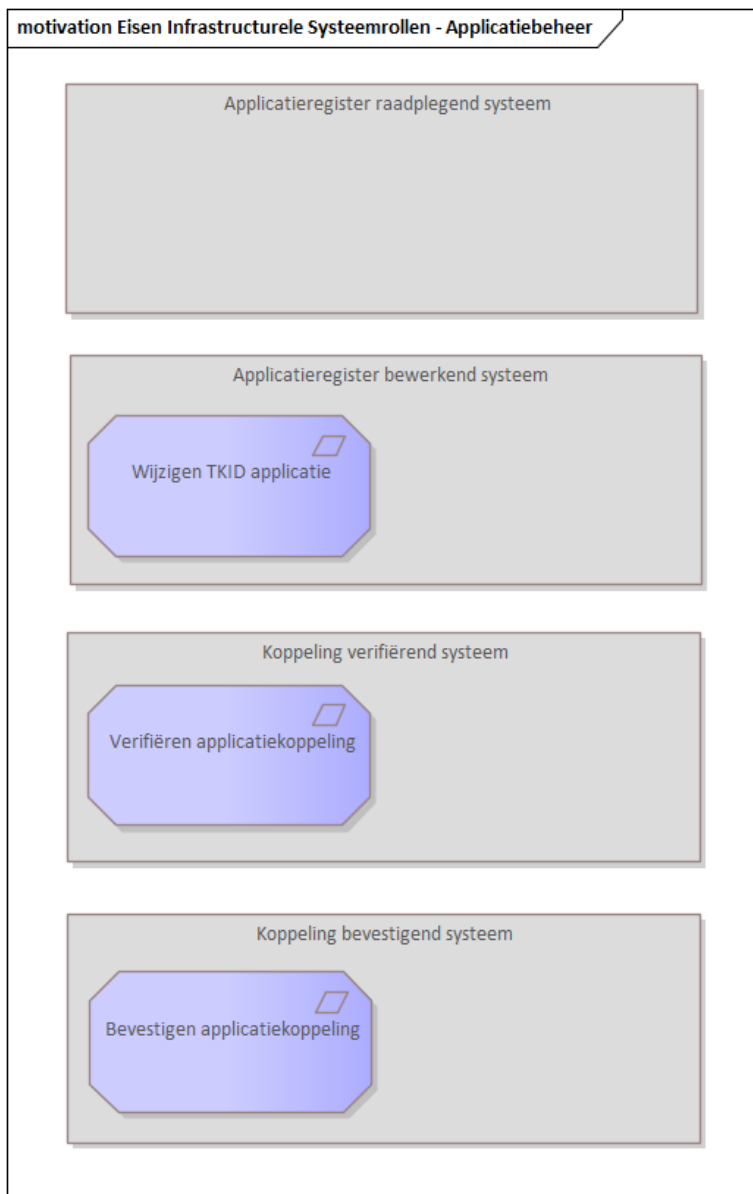 motivation Eisen Infrastructurele Systeemrollen - Applicatiebeheer
Applicatieregister raadplegend systeem
Applicatieregister bewerkend systeem
Wijzigen TKID applicatie
Koppeling verifiërend systeem
Verifiëren applicatiekoppeling
Koppeling bevestigend systeem
Bevestigen applicatiekoppeling